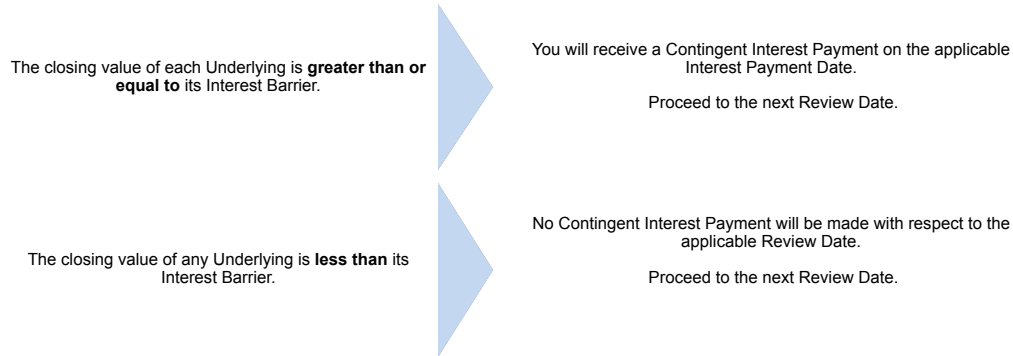 The closing value of each Underlying is greater than or
equal to its Interest Barrier.
You will receive a Contingent Interest Payment on the applicable
Interest Payment Date.
Proceed to the next Review Date.
The closing value of any Underlying is less than its
Interest Barrier.
No Contingent Interest Payment will be made with respect to the
applicable Review Date.
Proceed to the next Review Date.